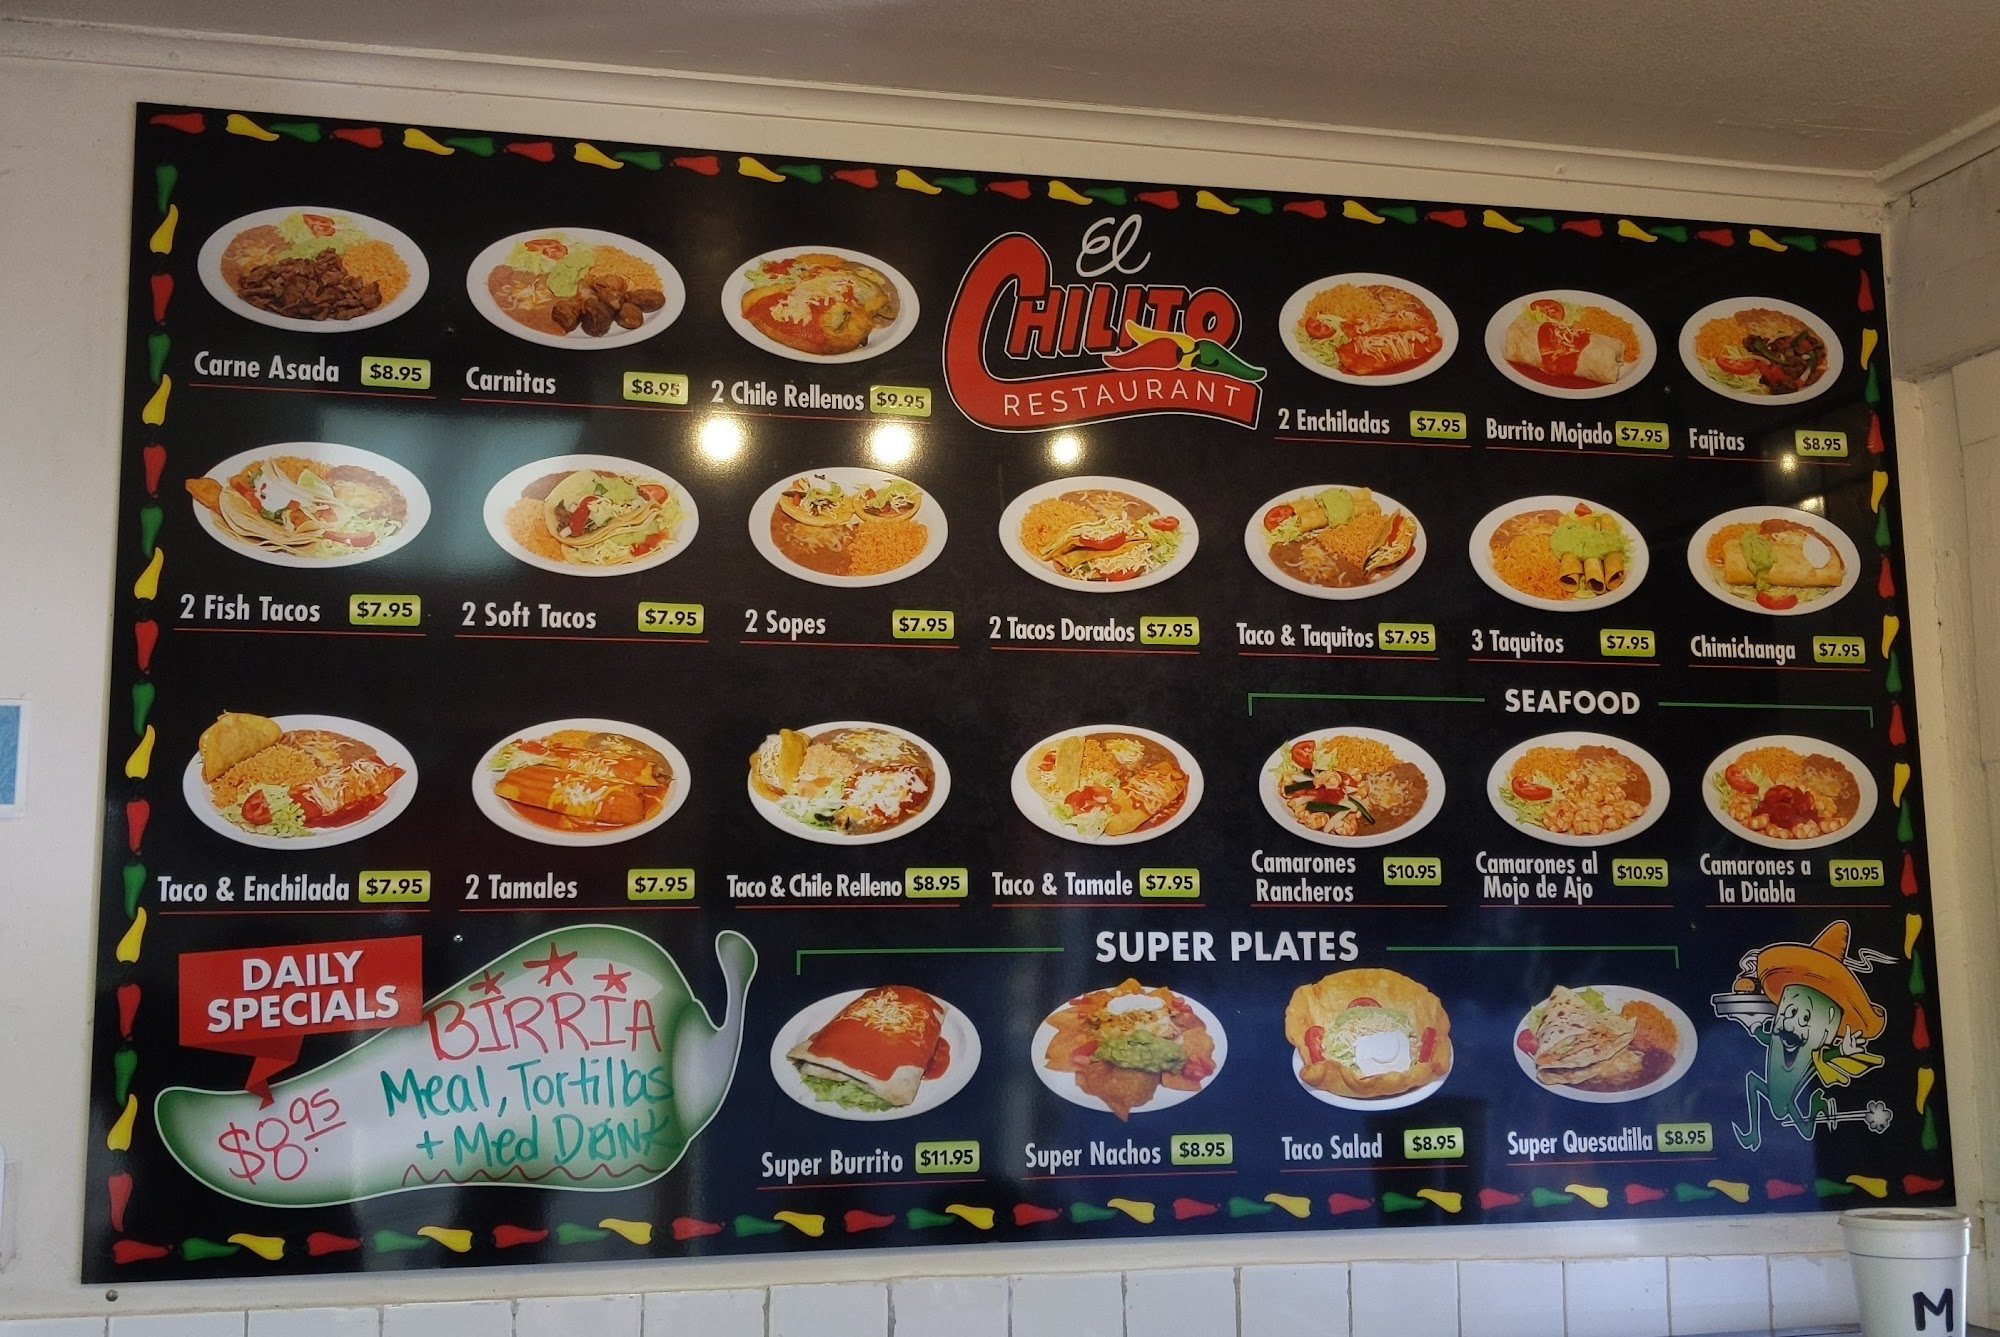 El
CHILITO
RESTAURANT
Carne Asada $8.95
Carnitas $8.95
2 Chile Rellenos $9.95
2 Enchiladas $7.95
Burrito Mojado $7.95
Fajitas $8.95
2 Fish Tacos $7.95
2 Soft Tacos $7.95
2 Sopes $7.95
2 Tacos Dorados $7.95
Taco & Taquitos $7.95
3 Taquitos $7.95
Chimichanga $7.95
Taco & Enchilada $7.95
2 Tamales $7.95
Taco & Chile Relleno $8.95
Taco & Tamale $7.95
SEAFOOD
Camarones
Rancheros $10.95
Camarones al
Mojo de Ajo $10.95
Camarones a
la Diabla $10.95
DAILY
SPECIALS
BIRRIA
Meal, Tortillas
+ Med DRINK
$8.95
SUPER PLATES
Super Burrito $11.95
Super Nachos $8.95
Taco Salad $8.95
Super Quesadilla $8.95
M